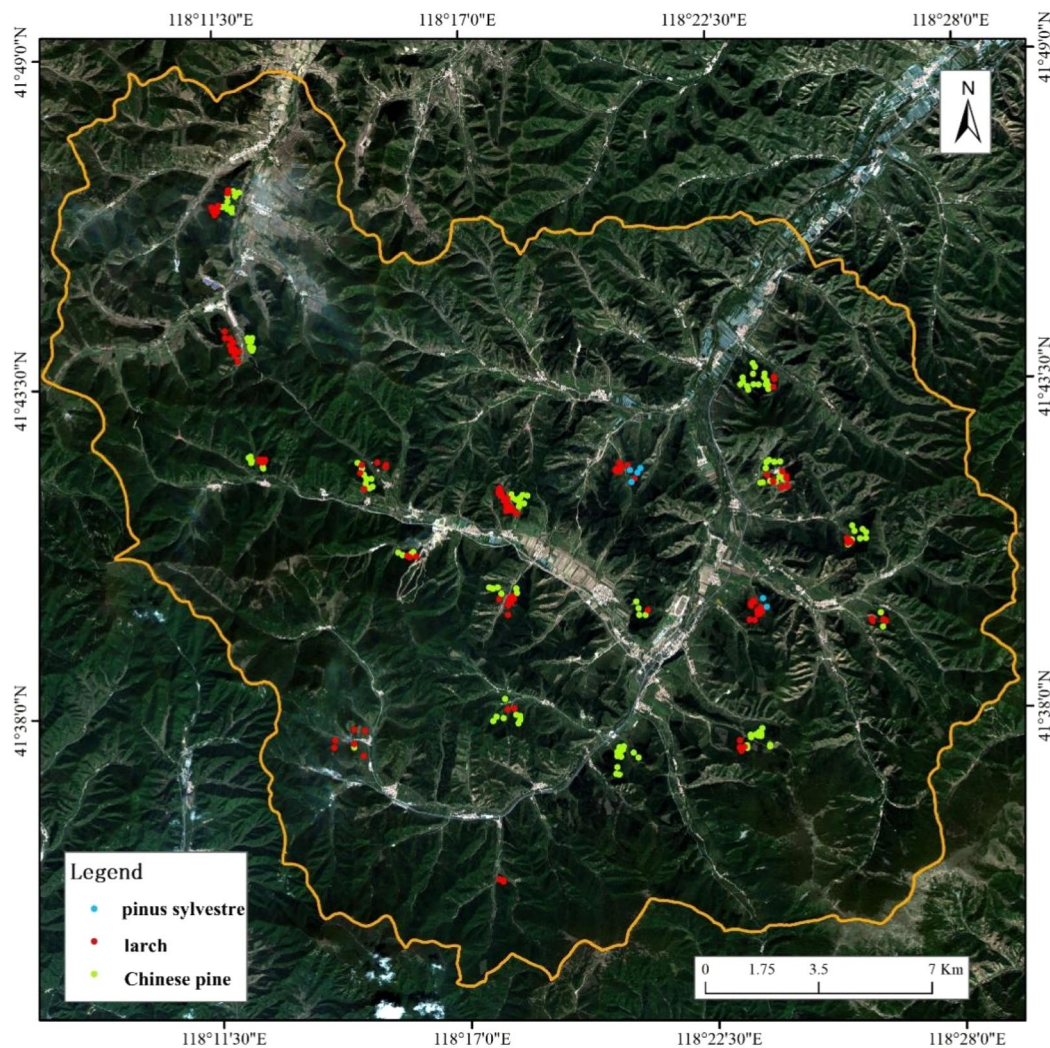 118°11'30"E
118°17'0"E
118°22'30"E
118°28'0"E
41°49'0"N
41°49'0"N
N
41°43'30"N
41°43'30"N
41°38'0"N
41°38'0"N
Legend
pinus sylvestre
larch
Chinese pine
0 1.75 3.5 7 Km
118°11'30"E
118°17'0"E
118°22'30"E
118°28'0"E